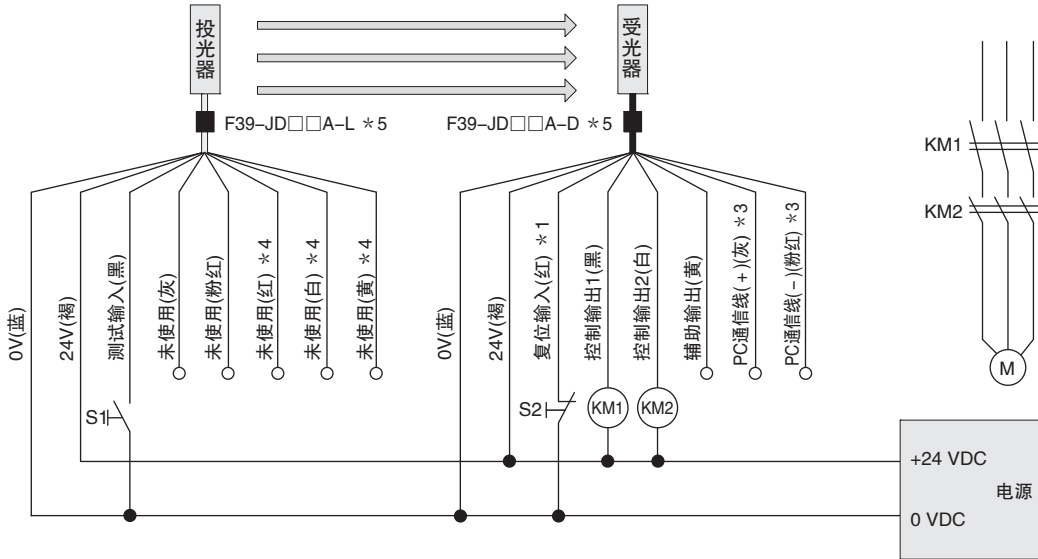 投光器
受光器
F39-JD□□A-L *5
F39-JD□□A-D *5
KM1
KM2
0V(蓝)
24V(褐)
测试输入(黑)
未使用(灰)
未使用(粉红)
未使用(红) *4
未使用(白) *4
未使用(黄) *4
0V(蓝)
24V(褐)
复位输入(红) *1
控制输出1(黑)
控制输出2(白)
辅助输出(黄)
PC通信线(+)(灰) *3
PC通信线(-)(粉红) *3
M
S1
S2
KM1
KM2
+24 VDC
电源
0 VDC